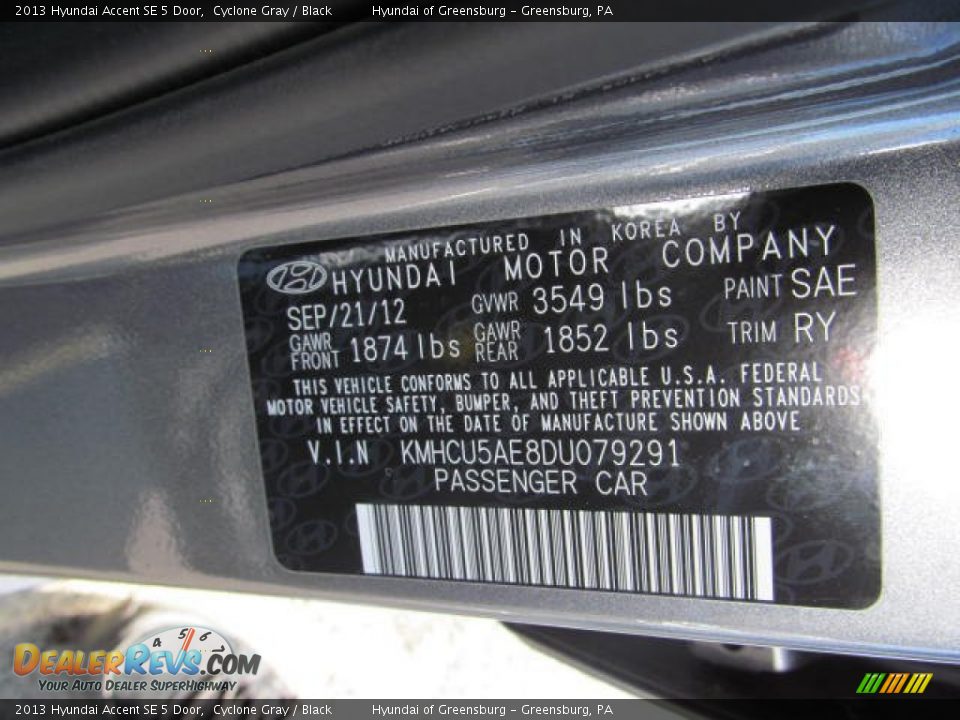 2013 Hyundai Accent SE 5 Door, Cyclone Gray / Black Hyundai of Greensburg - Greensburg, PA
MANUFACTURED IN KOREA BY
HYUNDAI MOTOR COMPANY
SEP/21/12 GVWR 3549 lbs PAINT SAE
GAWR FRONT 1874 lbs GAWR REAR 1852 lbs TRIM RY
THIS VEHICLE CONFORMS TO ALL APPLICABLE U.S.A. FEDERAL
MOTOR VEHICLE SAFETY, BUMPER, AND THEFT PREVENTION STANDARDS
IN EFFECT ON THE DATE OF MANUFACTURE SHOWN ABOVE
V.I.N KMHCU5AE8DU079291
PASSENGER CAR
4 5 6
DEALERREVS.COM
YOUR AUTO DEALER SUPERHIGHWAY
2013 Hyundai Accent SE 5 Door, Cyclone Gray / Black Hyundai of Greensburg - Greensburg, PA